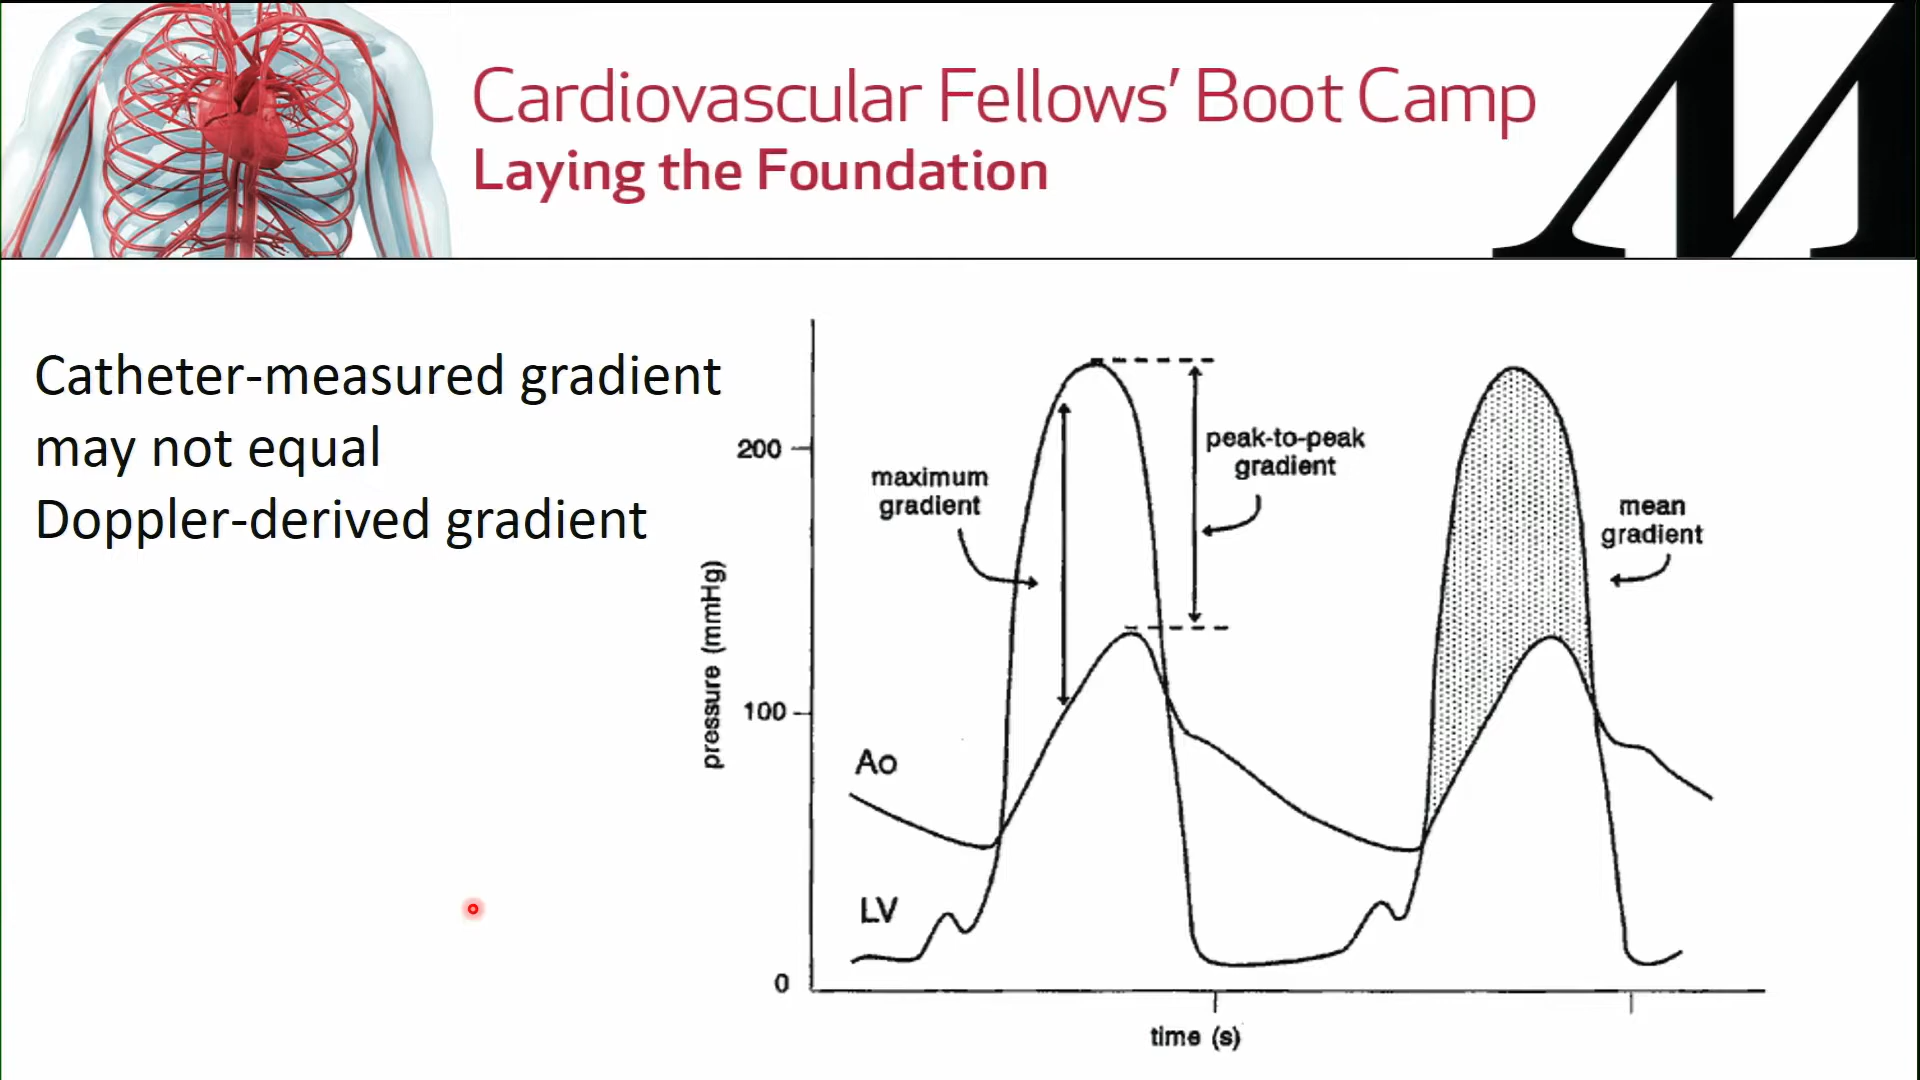 Cardiovascular Fellows’ Boot Camp
Laying the Foundation
M
Catheter-measured gradient
may not equal
Doppler-derived gradient
pressure (mmHg)
200
100
0
maximum
gradient
peak-to-peak
gradient
mean
gradient
Ao
LV
time (s)